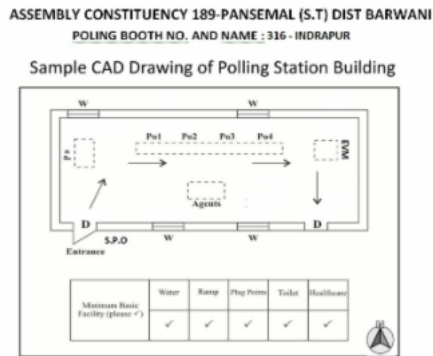 ASSEMBLY CONSTITUENCY 189-PANSEMAL (S.T) DIST BARWANI
POLING BOOTH NO. AND NAME : 316 - INDRAPUR
Sample CAD Drawing of Polling Station Building
W W
Po1 Po2 Po3 Po4
Po
EVM
Agents
D D
S.P.O W W
Entrance
Water Ramp Plug Points Toilet Healthcare
Minimum Basic
Facility (please ✓) ✓ ✓ ✓ ✓ ✓